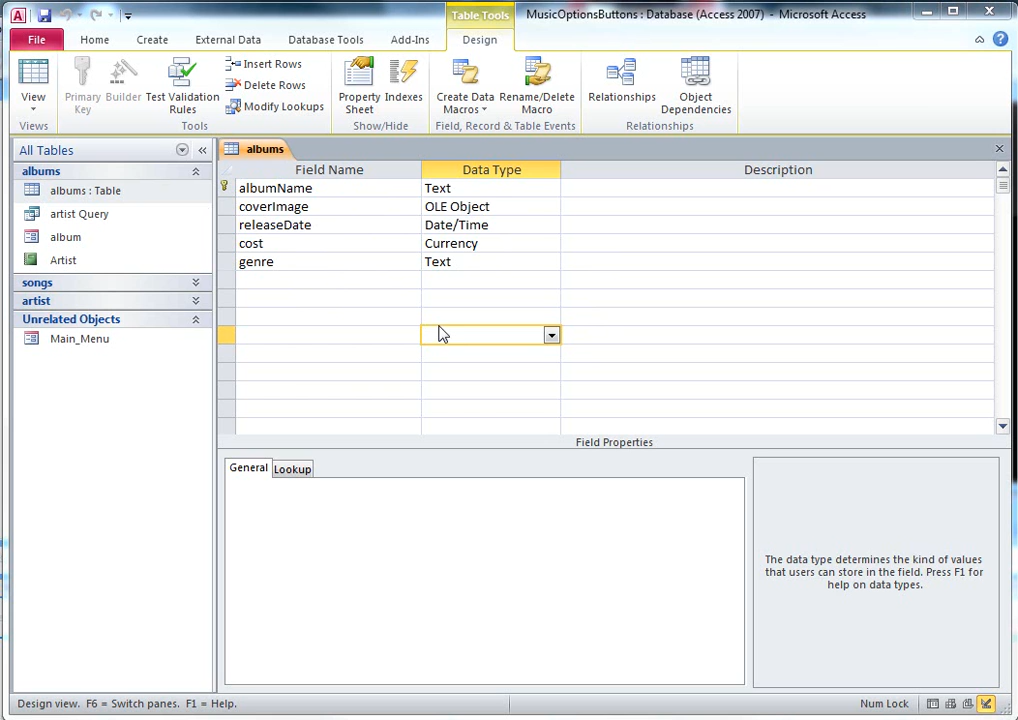 Table Tools
MusicOptionsButtons : Database (Access 2007) - Microsoft Access
File Home Create External Data Database Tools Add-Ins Design
View
Primary Key
Builder
Test Validation Rules
Insert Rows
Delete Rows
Modify Lookups
Property Sheet
Indexes
Create Data Macros
Rename/Delete Macro
Relationships
Object Dependencies
Views Tools Show/Hide Field, Record & Table Events Relationships
All Tables
albums
albums : Table
artist Query
album
Artist
songs
artist
Unrelated Objects
Main_Menu
albums
Field Name Data Type Description
albumName Text
coverImage OLE Object
releaseDate Date/Time
cost Currency
genre Text
Field Properties
General Lookup
The data type determines the kind of values
that users can store in the field. Press F1 for
help on data types.
Design view. F6 = Switch panes. F1 = Help.
Num Lock